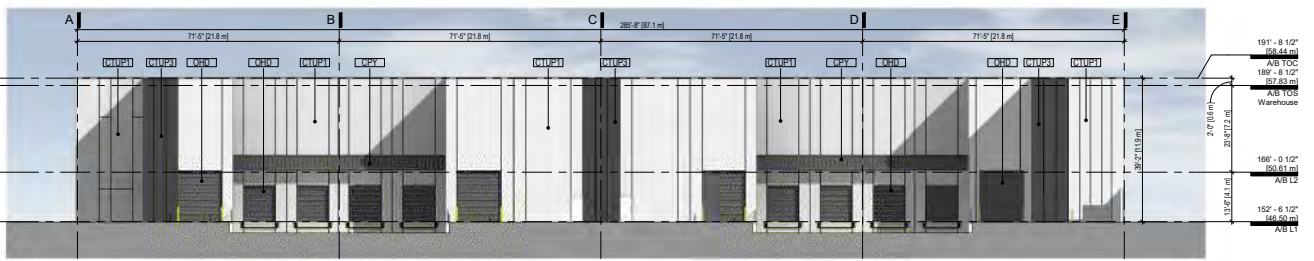 A B C D E
285'-8" [87.1 m]
71'-5" [21.8 m] 71'-5" [21.8 m] 71'-5" [21.8 m] 71'-5" [21.8 m]
CTUP1 CTUP3 OHD OHD CTUP1 CPY CTUP1 CTUP3 CTUP1 CPY OHD OHD CTUP3 CTUP1
191' - 8 1/2"
[58.44 m]
A/B TOC
189' - 8 1/2"
[57.83 m]
A/B TOS
Warehouse
2'-0" [0.6 m]
23'-8" [7.2 m]
39'-2" [11.9 m]
166' - 0 1/2"
[50.61 m]
A/B L2
13'-6" [4.1 m]
152' - 6 1/2"
[46.50 m]
A/B L1